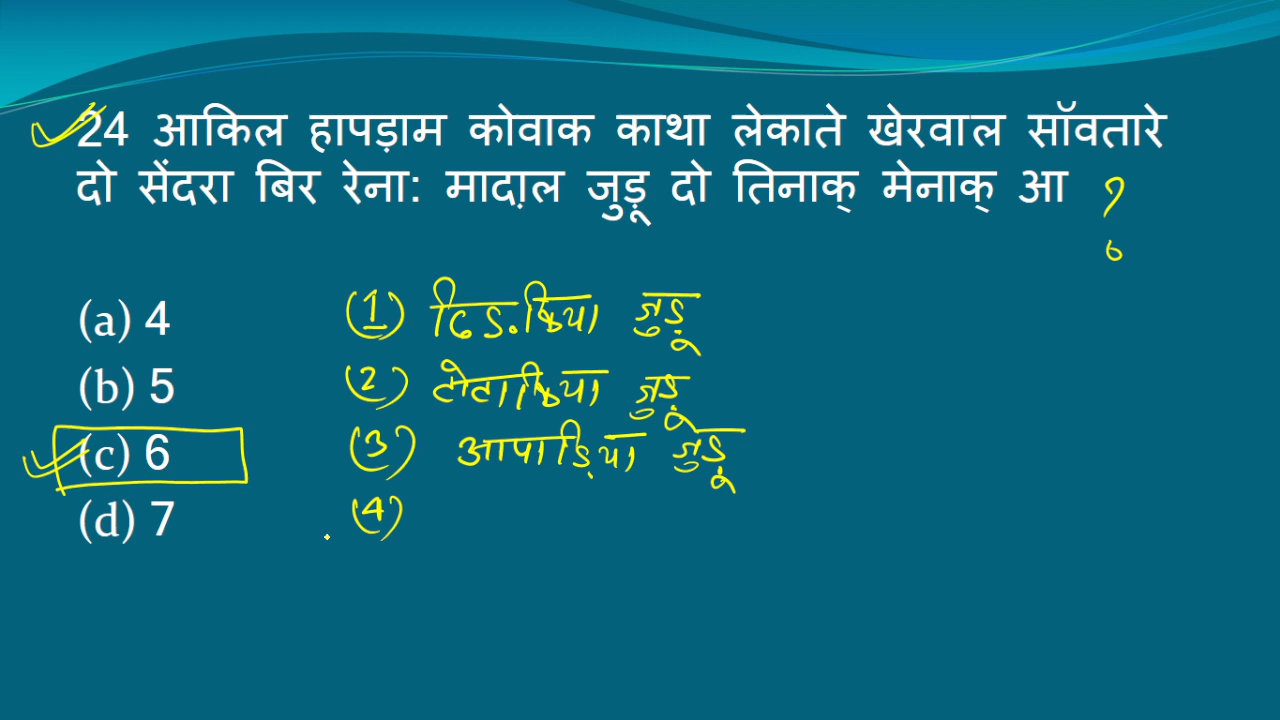 24 आकिल हापड़ाम कोवाक काथा लेकाते खेरवाल सॉवतारे
दो सेंदरा बिर रेना: मादा़ल जुड़ू दो तिनाक् मेनाक् आ ?
(a) 4
(b) 5
(c) 6
(d) 7
(1) टिड.किया जुड़ू
(2) टोटाकिया जुड़ू
(3) आपाड़िया जुड़ू
(4)